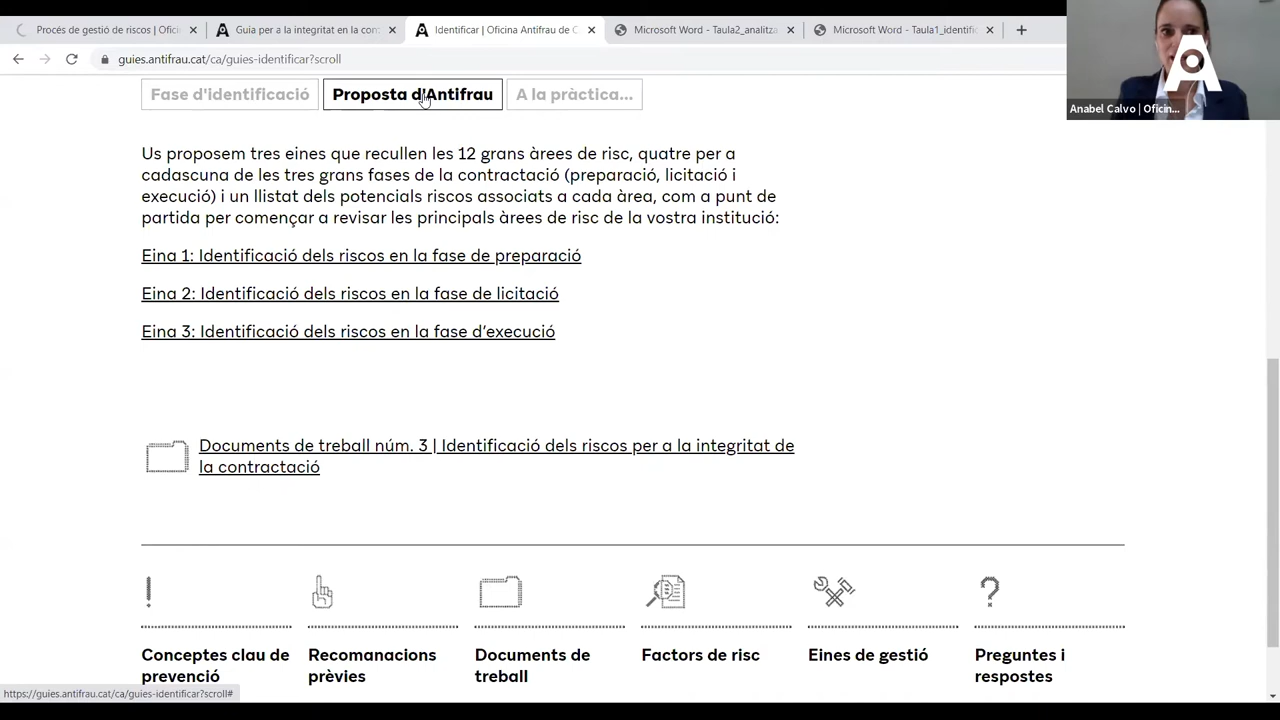 Procés de gestió de riscos | Ofici
Guia per a la integritat en la cont
Identificar | Oficina Antifrau de C
Microsoft Word - Taula2_analitza
Microsoft Word - Taula1_identific
guies.antifrau.cat/ca/guies-identificar?scroll
Anabel Calvo | Oficin...
Fase d'identificació
Proposta d'Antifrau
A la pràctica...
Us proposem tres eines que recullen les 12 grans àrees de risc, quatre per a
cadascuna de les tres grans fases de la contractació (preparació, licitació i
execució) i un llistat dels potencials riscos associats a cada àrea, com a punt de
partida per començar a revisar les principals àrees de risc de la vostra institució:
Eina 1: Identificació dels riscos en la fase de preparació
Eina 2: Identificació dels riscos en la fase de licitació
Eina 3: Identificació dels riscos en la fase d’execució
Documents de treball núm. 3 | Identificació dels riscos per a la integritat de
la contractació
Conceptes clau de
prevenció
Recomanacions
prèvies
Documents de
treball
Factors de risc
Eines de gestió
Preguntes i
respostes
https://guies.antifrau.cat/ca/guies-identificar?scroll#